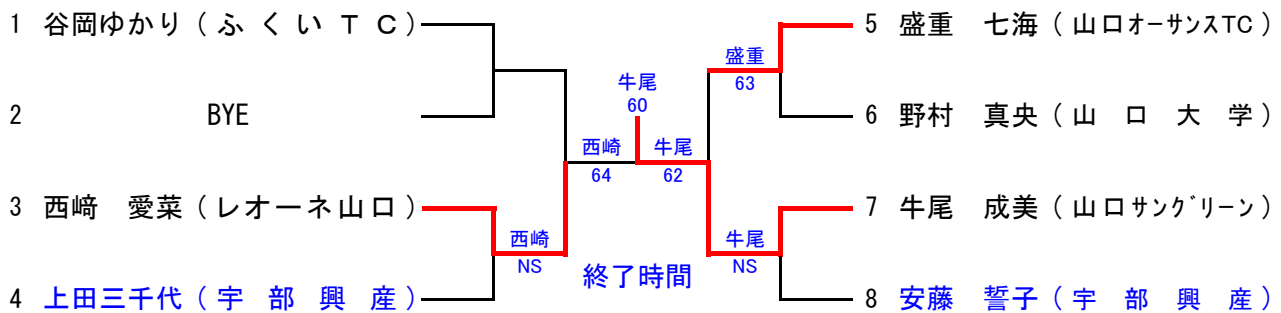 1 谷岡ゆかり ( ふ く い T C )
2 BYE
3 西﨑 愛菜 ( レオーネ山口 )
4 上田三千代 ( 宇 部 興 産 )
西崎
NS
西崎
64
牛尾
60
牛尾
62
終了時間
盛重
63
牛尾
NS
5 盛重 七海 ( 山口オーサンスTC )
6 野村 真央 ( 山 口 大 学 )
7 牛尾 成美 ( 山口サングリーン )
8 安藤 誓子 ( 宇 部 興 産 )